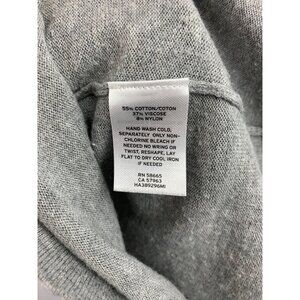 55% COTTON/COTON
37% VISCOSE
8% NYLON
HAND WASH COLD,
SEPARATELY ONLY NON-
CHLORINE BLEACH IF
NEEDED NO WRING OR
TWIST, RESHAPE, LAY
FLAT TO DRY COOL IRON
IF NEEDED
RN 58665
CA 57963
HA389296MI